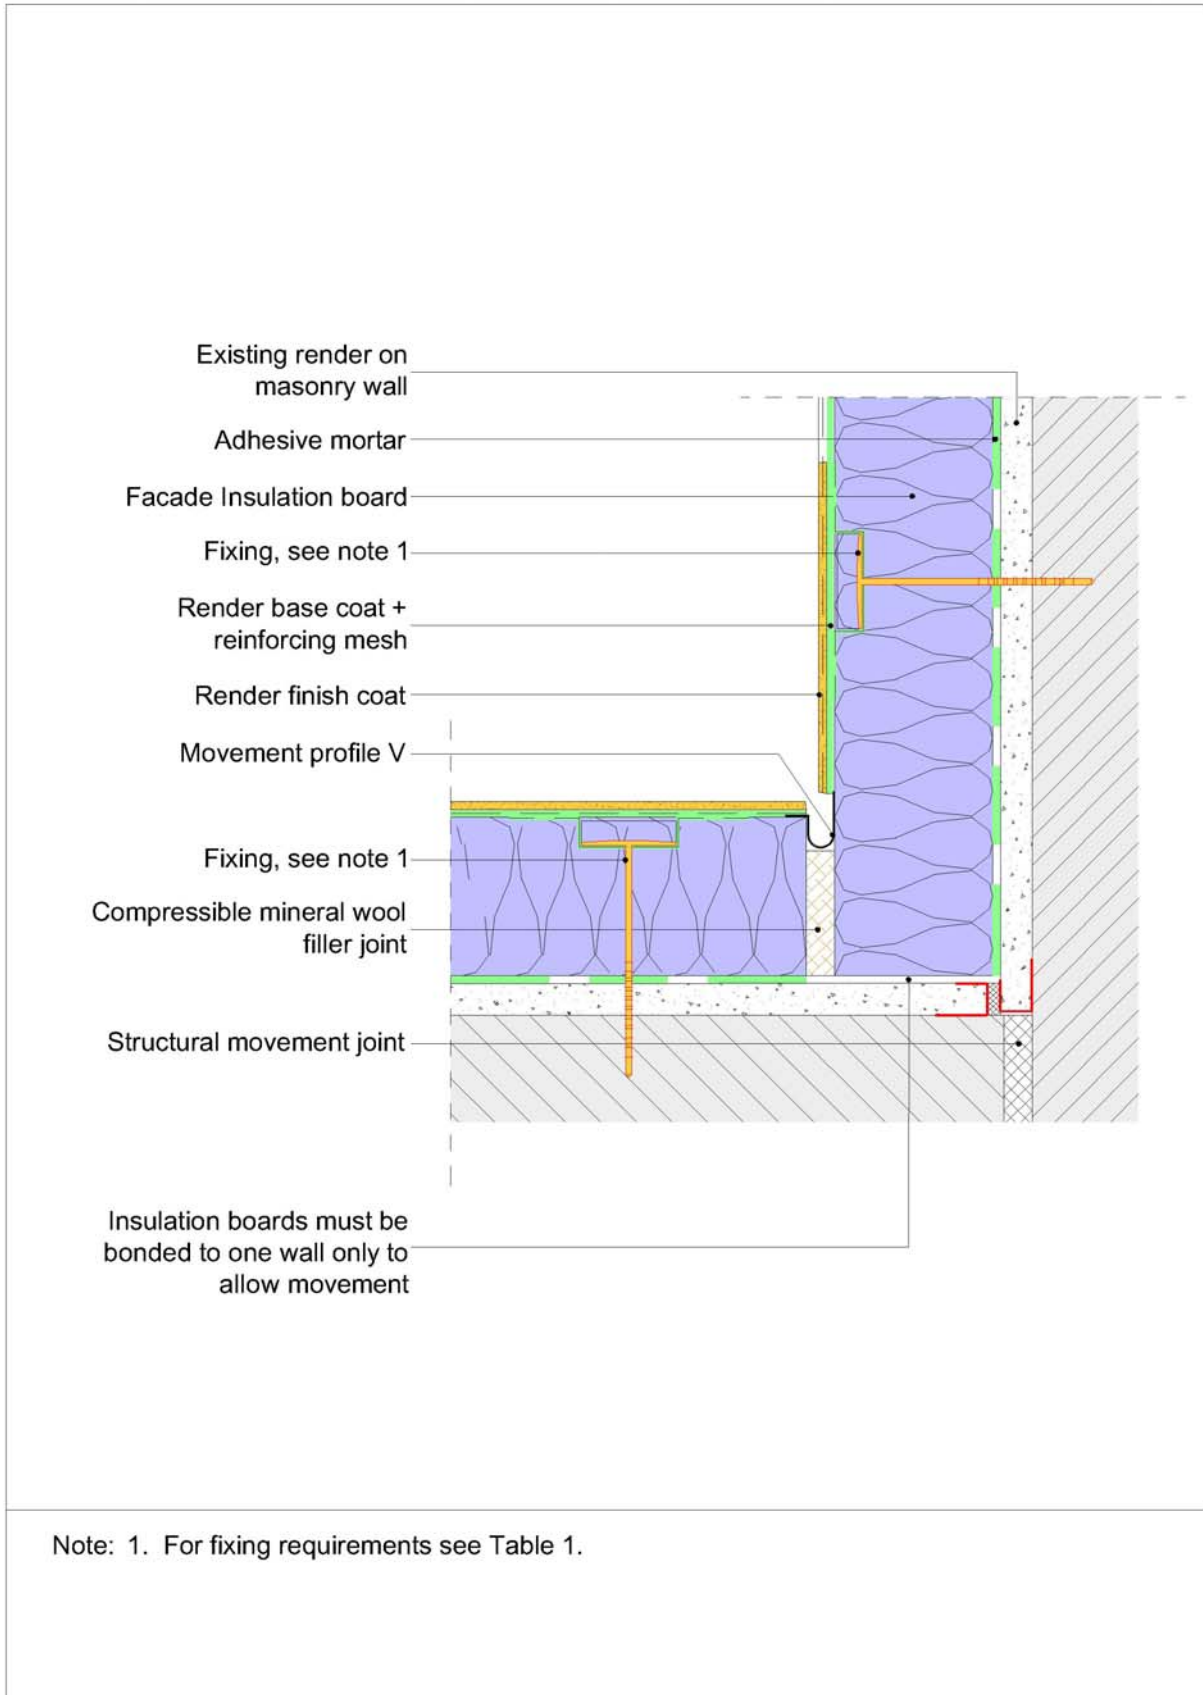 Existing render on
masonry wall
Adhesive mortar
Facade Insulation board
Fixing, see note 1
Render base coat +
reinforcing mesh
Render finish coat
Movement profile V
Fixing, see note 1
Compressible mineral wool
filler joint
Structural movement joint
Insulation boards must be
bonded to one wall only to
allow movement
Note: 1. For fixing requirements see Table 1.